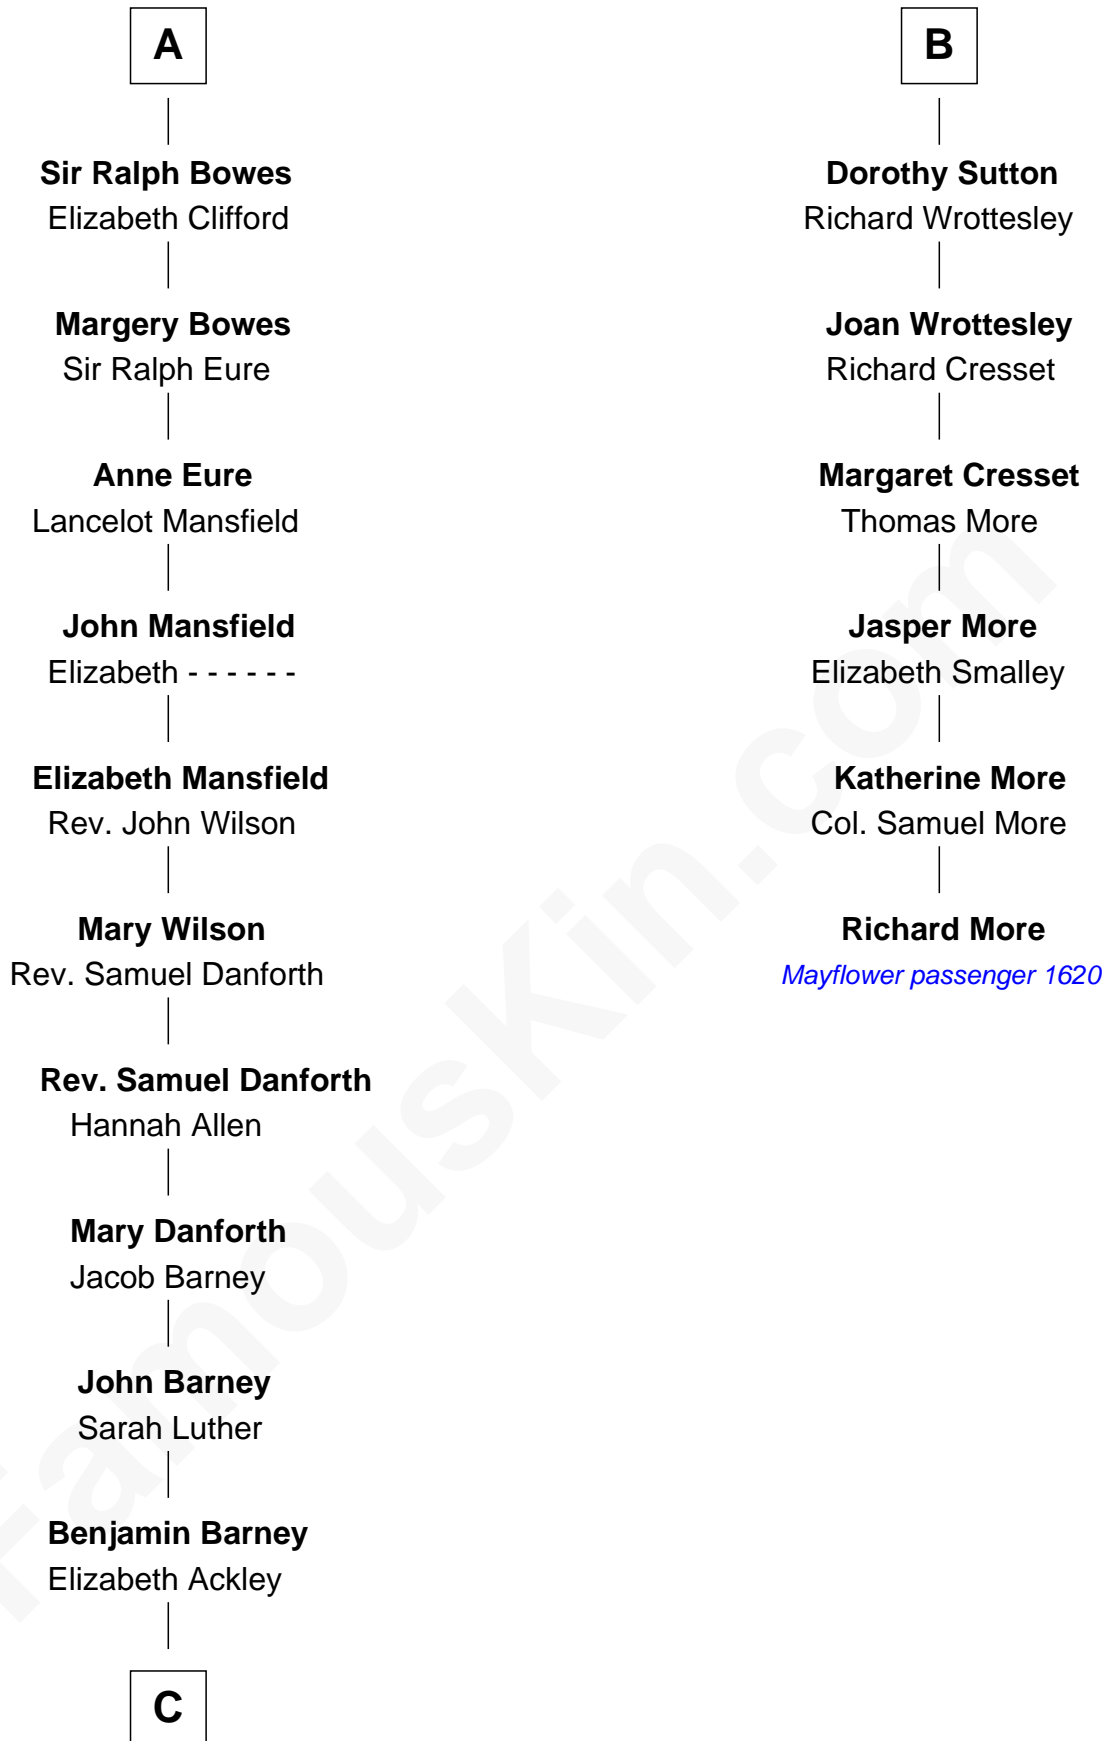 A
Sir Ralph Bowes
Elizabeth Clifford
Margery Bowes
Sir Ralph Eure
Anne Eure
Lancelot Mansfield
John Mansfield
Elizabeth - - - - - -
Elizabeth Mansfield
Rev. John Wilson
Mary Wilson
Rev. Samuel Danforth
Rev. Samuel Danforth
Hannah Allen
Mary Danforth
Jacob Barney
John Barney
Sarah Luther
Benjamin Barney
Elizabeth Ackley
C
B
Dorothy Sutton
Richard Wrottesley
Joan Wrottesley
Richard Cresset
Margaret Cresset
Thomas More
Jasper More
Elizabeth Smalley
Katherine More
Col. Samuel More
Richard More
Mayflower passenger 1620
FamousKin.com